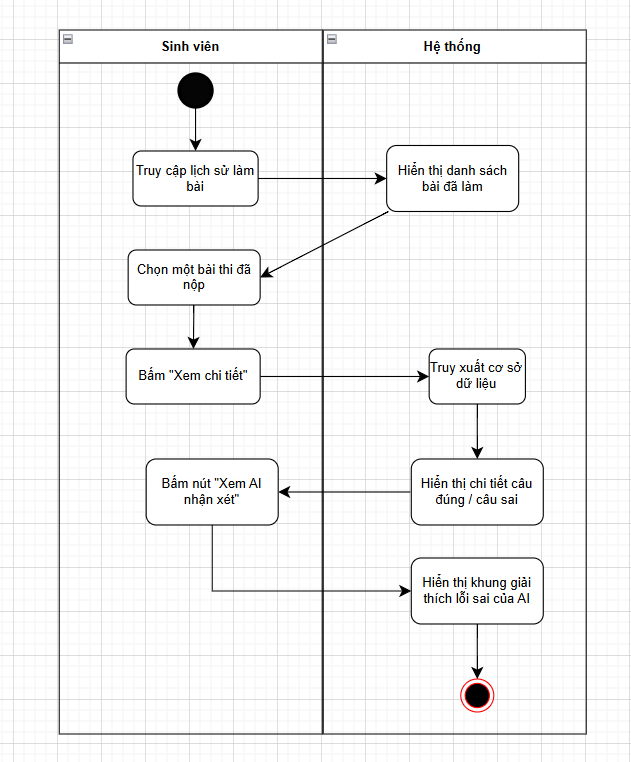 Sinh viên
Hệ thống
Truy cập lịch sử làm
bài
Hiển thị danh sách
bài đã làm
Chọn một bài thi đã
nộp
Bấm "Xem chi tiết"
Truy xuất cơ sở
dữ liệu
Bấm nút "Xem AI
nhận xét"
Hiển thị chi tiết câu
đúng / câu sai
Hiển thị khung giải
thích lỗi sai của AI